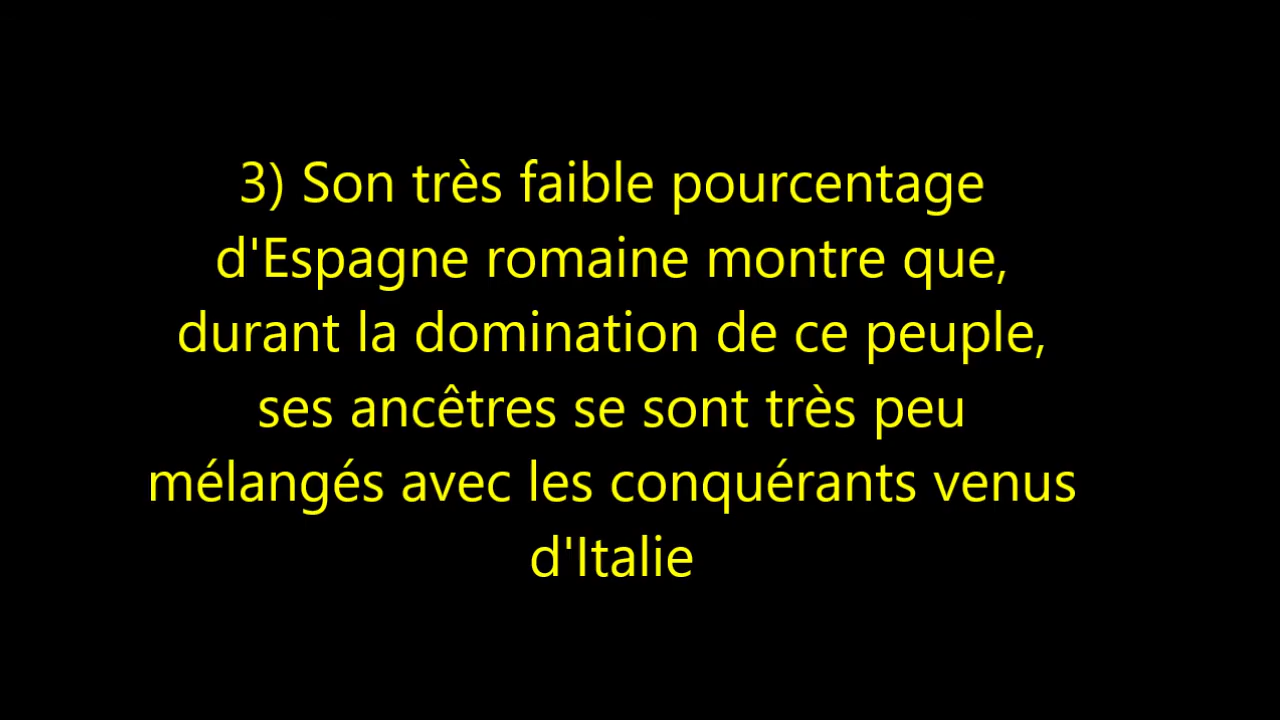 3) Son très faible pourcentage
d'Espagne romaine montre que,
durant la domination de ce peuple,
ses ancêtres se sont très peu
mélangés avec les conquérants venus
d'Italie